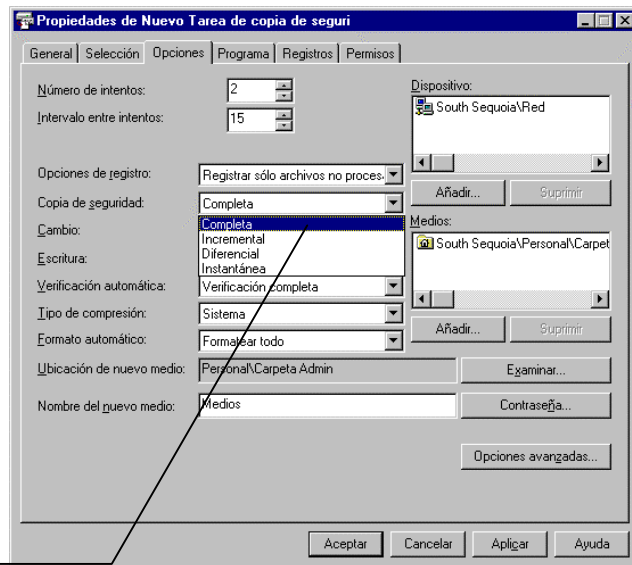 Propiedades de Nuevo Tarea de copia de seguri
General Selección Opciones Programa Registros Permisos
Número de intentos: 2
Intervalo entre intentos: 15
Dispositivo:
South Sequoia\Red
Opciones de registro: Registrar sólo archivos no proces.
Añadir... Suprimir
Copia de seguridad: Completa
Medios:
Cambio: Completa
Incremental
South Sequoia\Personal\Carpet
Escritura: Diferencial
Instantánea
Verificación automática: Verificación completa
Tipo de compresión: Sistema
Añadir... Suprimir
Formato automático: Formatear todo
Ubicación de nuevo medio: Personal\Carpeta Admin Examinar...
Nombre del nuevo medio: Medios Contraseña...
Opciones avanzadas...
Aceptar Cancelar Aplicar Ayuda